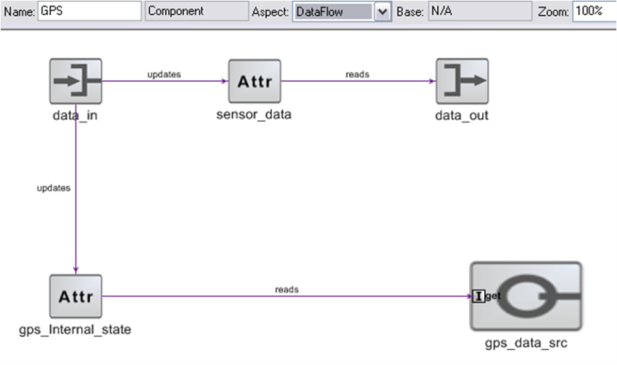 Name: GPS Component Aspect: DataFlow Base: N/A Zoom: 100%
updates reads
Attr
data_in sensor_data data_out
updates
Attr reads I get
gps_Internal_state gps_data_src